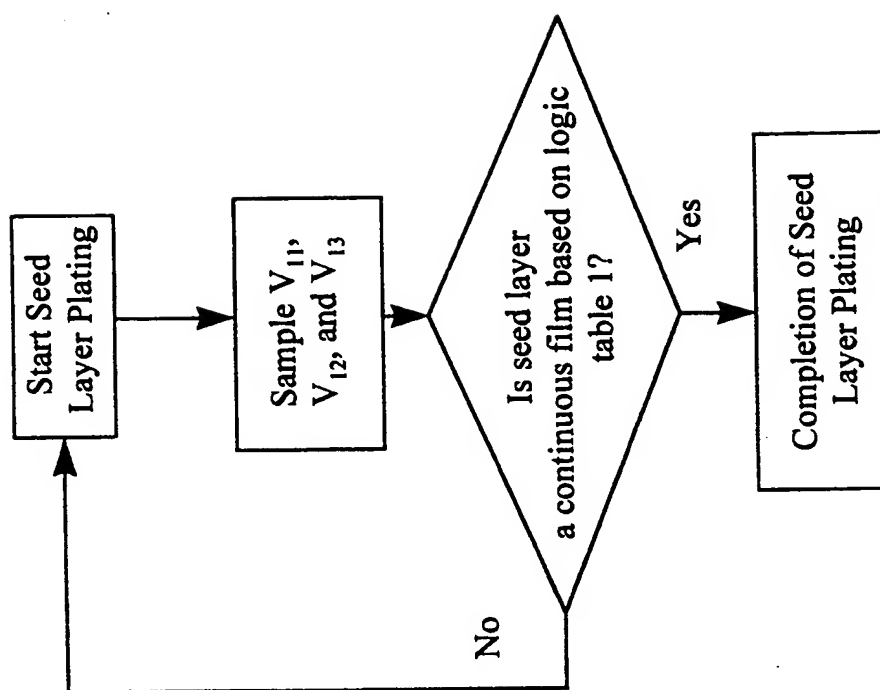 Start Seed
Layer Plating
Sample V₁₁,
V₁₂, and V₁₃
Is seed layer
a continuous film based on logic
table 1?
No
Yes
Completion of Seed
Layer Plating